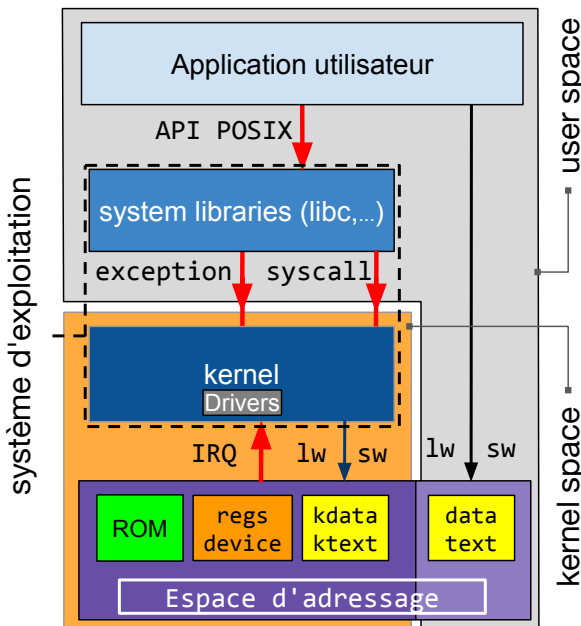 Application utilisateur
user space
API POSIX
système d'exploitation
system libraries (libc,...)
exception syscall
kernel
Drivers
kernel space
IRQ lw sw lw sw
ROM
regs
device
kdata
ktext
data
text
Espace d'adressage